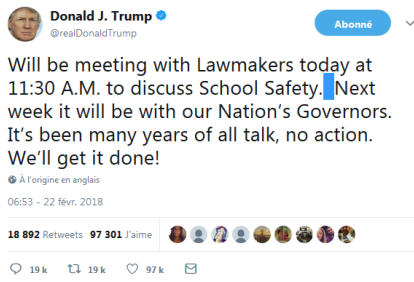 Donald J. Trump
@realDonaldTrump
Abonné
Will be meeting with Lawmakers today at
11:30 A.M. to discuss School Safety. Next
week it will be with our Nation's Governors.
It's been many years of all talk, no action.
We'll get it done!
À l'origine en anglais
06:53 - 22 févr. 2018
18 892 Retweets 97 301 J'aime
19 k 19 k 97 k